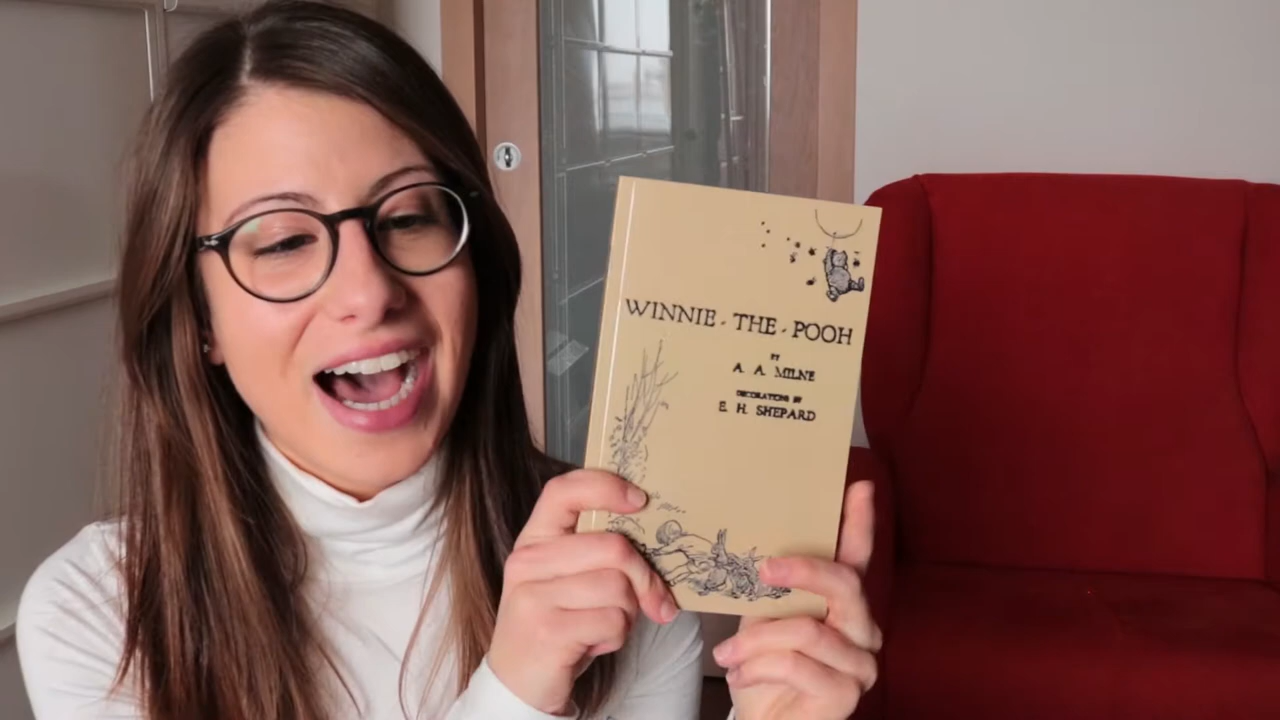 WINNIE-THE-POOH
BY
A. A. MILNE
DECORATIONS BY
E. H. SHEPARD